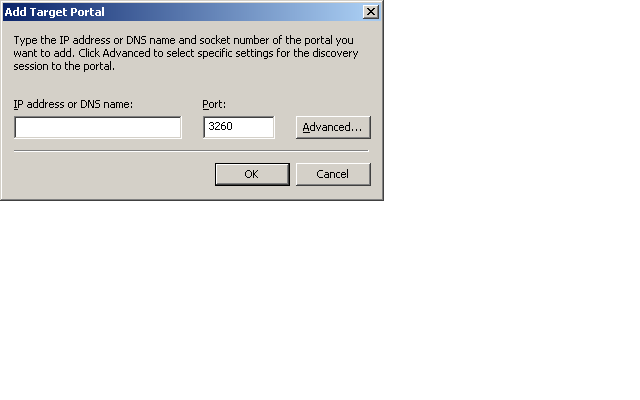 Add Target Portal
Type the IP address or DNS name and socket number of the portal you
want to add. Click Advanced to select specific settings for the discovery
session to the portal.
IP address or DNS name: Port:
3260 Advanced...
OK Cancel